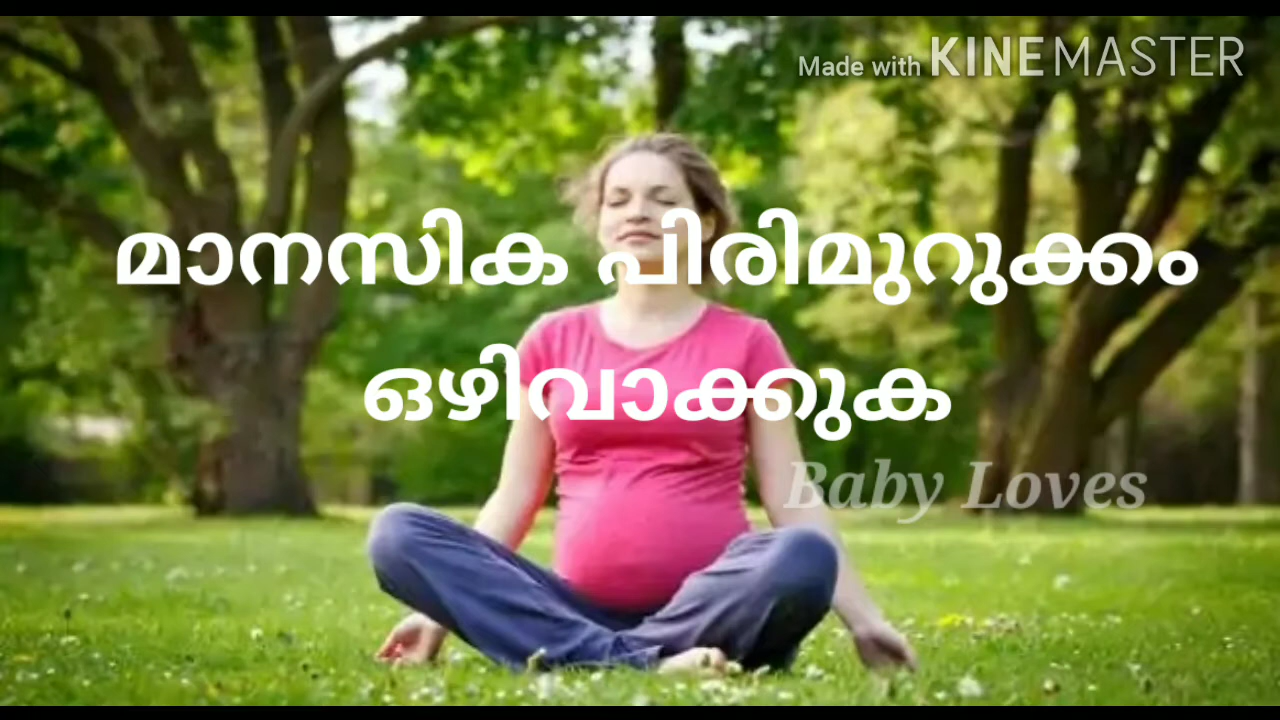 Made with KINEMASTER
മാനസിക പിരിമുറുക്കം
ഒഴിവാക്കുക
Baby Loves